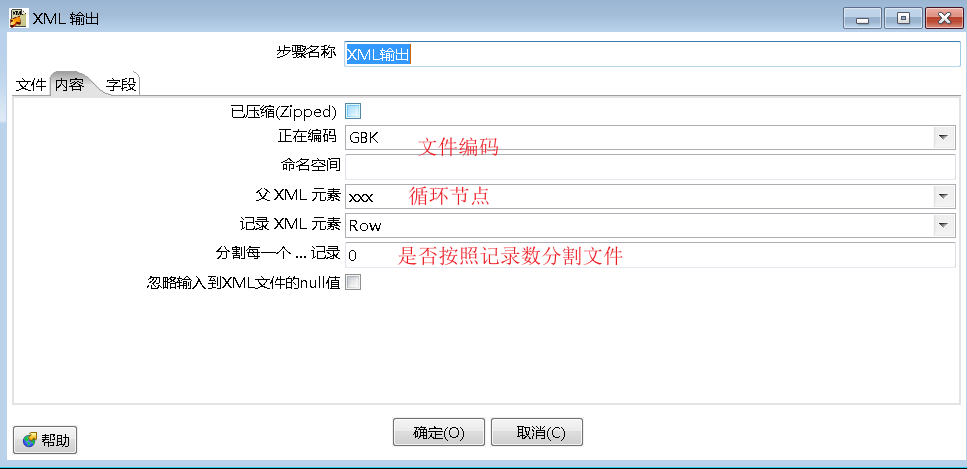 XML 输出
步骤名称 XML输出
文件 内容 字段
已压缩(Zipped)
正在编码 GBK 文件编码
命名空间
父 XML 元素 xxx 循环节点
记录 XML 元素 Row
分割每一个 ... 记录 0 是否按照记录数分割文件
忽略输入到XML文件的null值
帮助 确定(O) 取消(C)